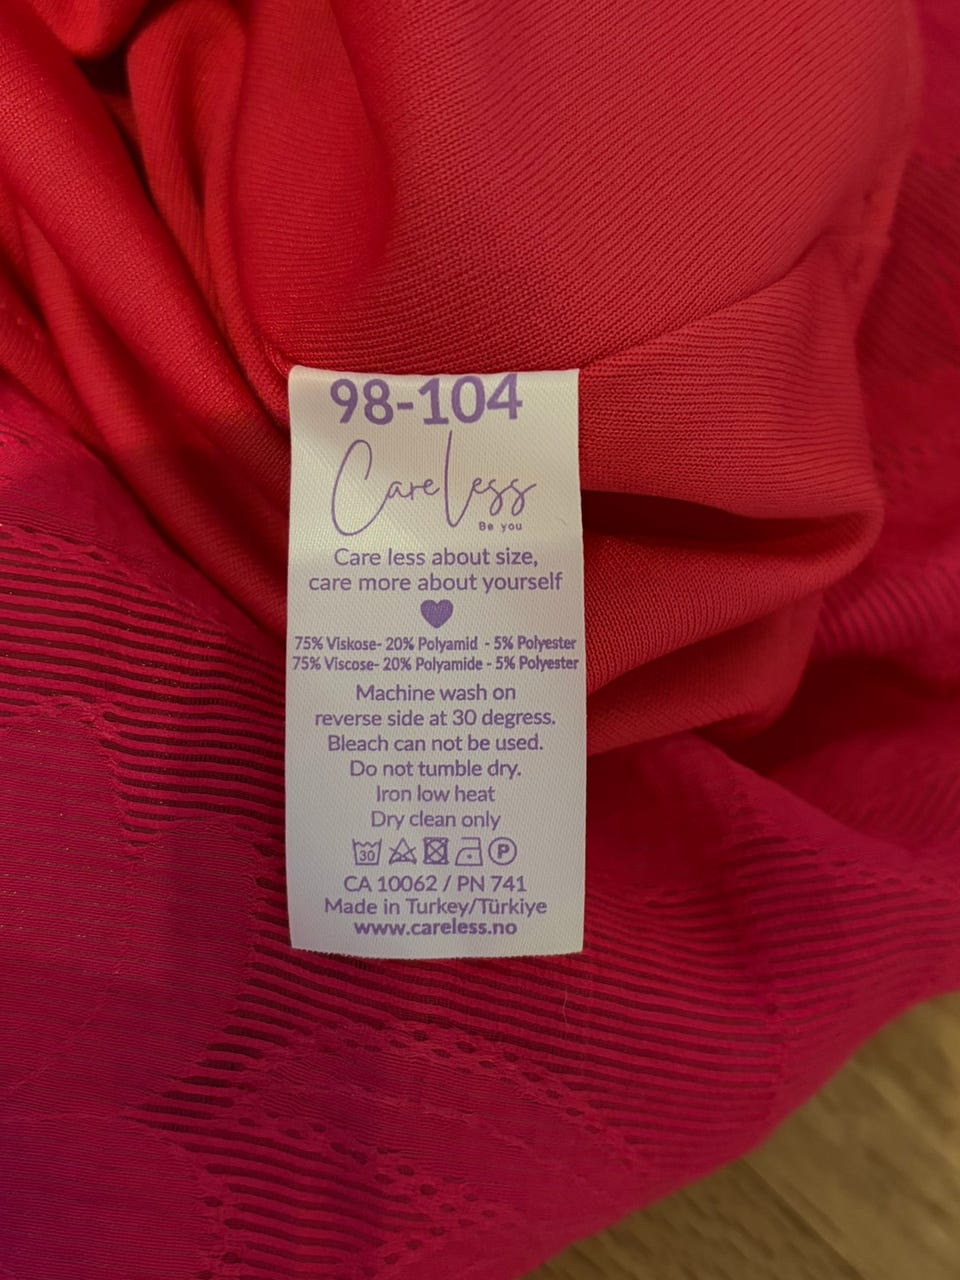 98-104
Care Less
Be you
Care less about size,
care more about yourself
75% Viskose- 20% Polyamid - 5% Polyester
75% Viscose- 20% Polyamide - 5% Polyester
Machine wash on
reverse side at 30 degress.
Bleach can not be used.
Do not tumble dry.
Iron low heat
Dry clean only
30 P
CA 10062 / PN 741
Made in Turkey/Türkiye
www.careless.no